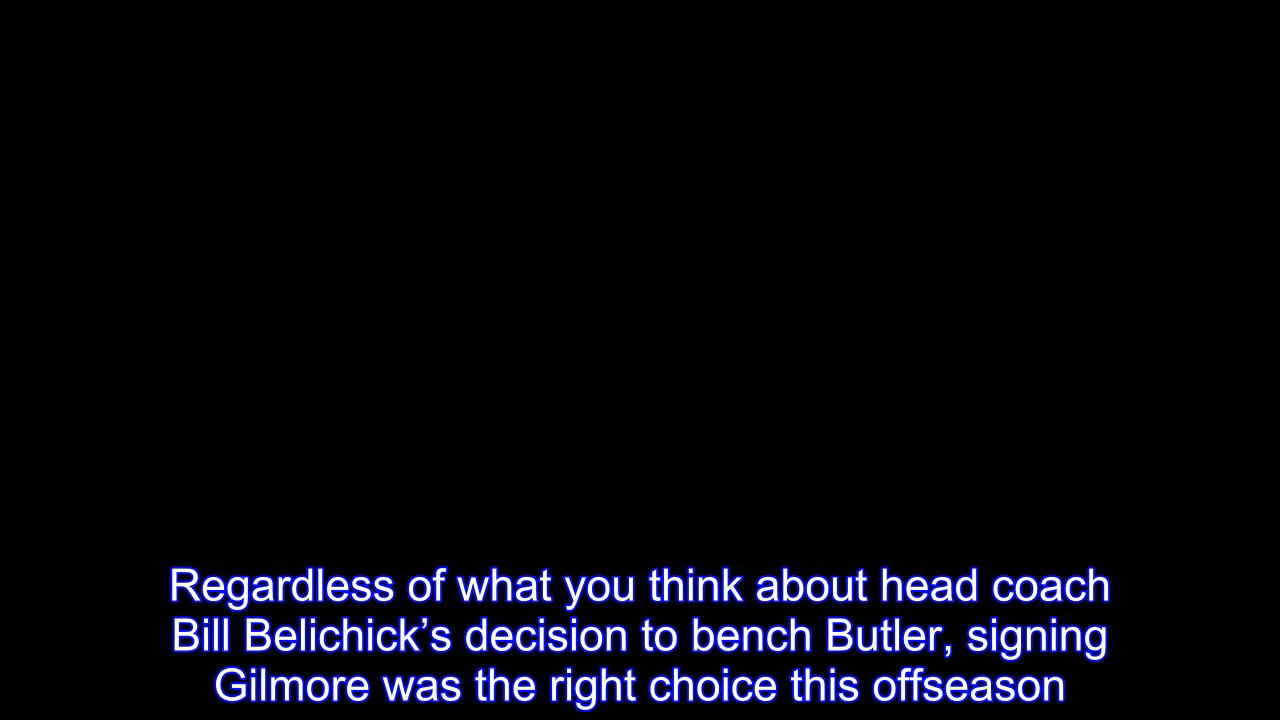 Regardless of what you think about head coach
Bill Belichick’s decision to bench Butler, signing
Gilmore was the right choice this offseason